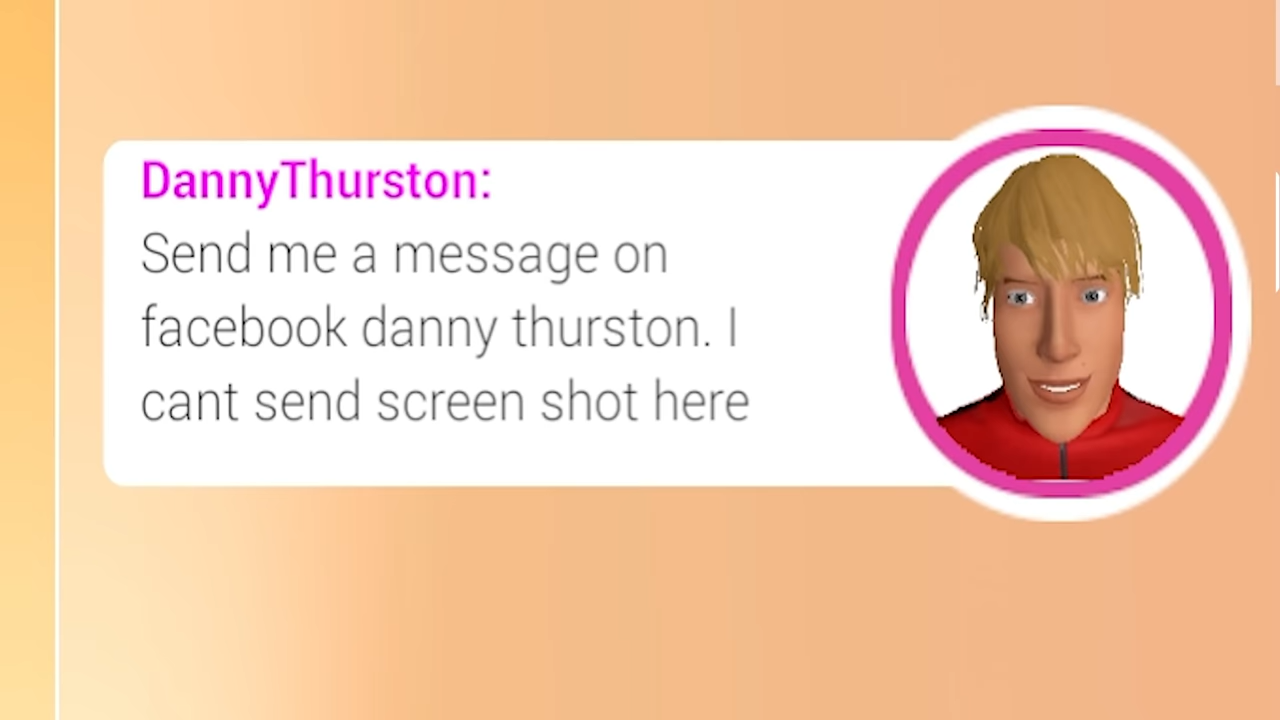 DannyThurston:
Send me a message on
facebook danny thurston. I
cant send screen shot here